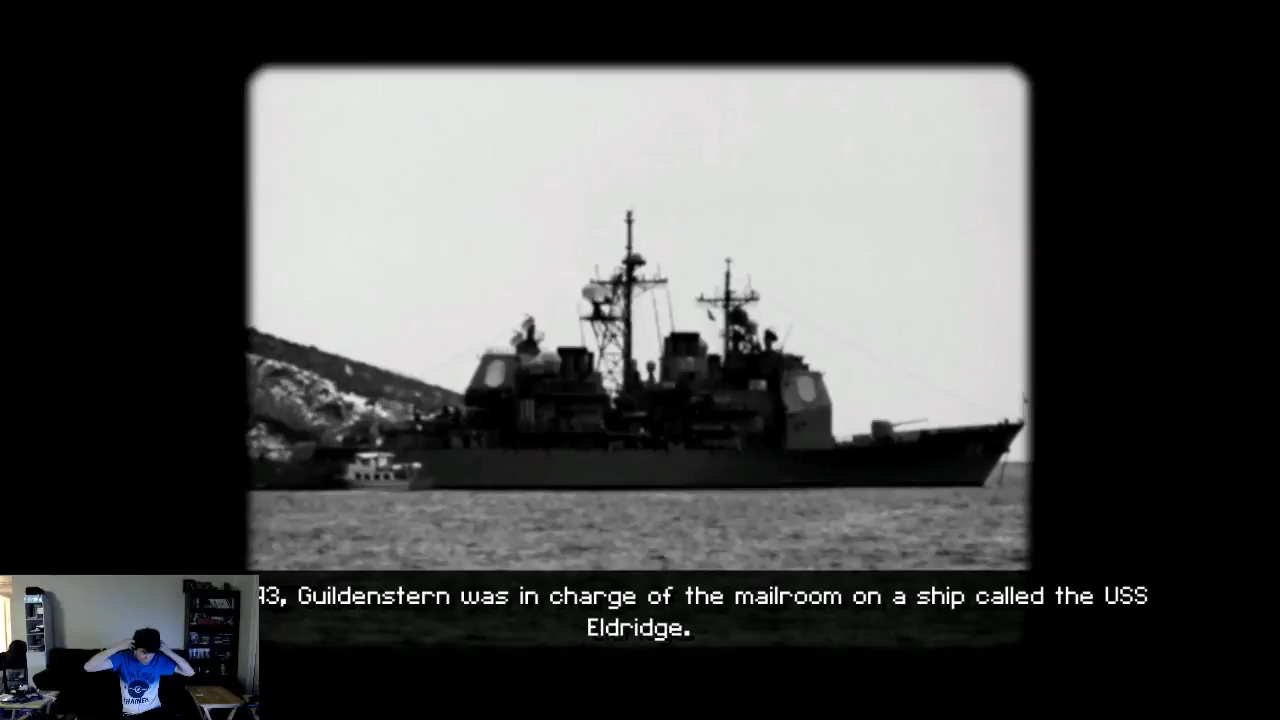 43, Guildenstern was in charge of the mailroom on a ship called the USS
Eldridge.